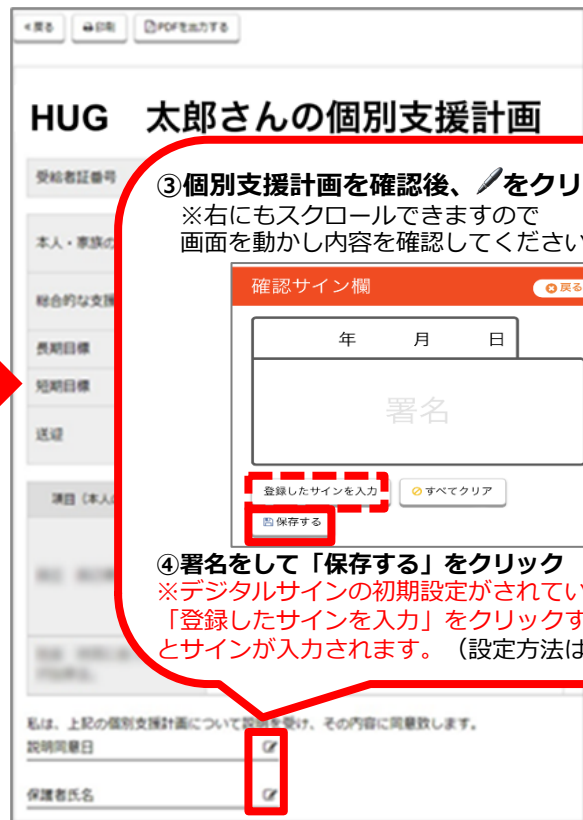 <戻る 印刷 PDFを出力する
HUG 太郎さんの個別支援計画
受給者証番号
③個別支援計画を確認後、をクリ
※右にもスクロールできますので
画面を動かし内容を確認してください
本人・家族の
確認サイン欄 戻る
総合的な支援
年 月 日
長期目標
短期目標
署名
送迎
登録したサインを入力 すべてクリア
項目（本人の
保存する
④署名をして「保存する」をクリック
※デジタルサインの初期設定がされてい
「登録したサインを入力」をクリックす
とサインが入力されます。（設定方法は
私は、上記の個別支援計画について説明を受け、その内容に同意致します。
説明同意日
保護者氏名